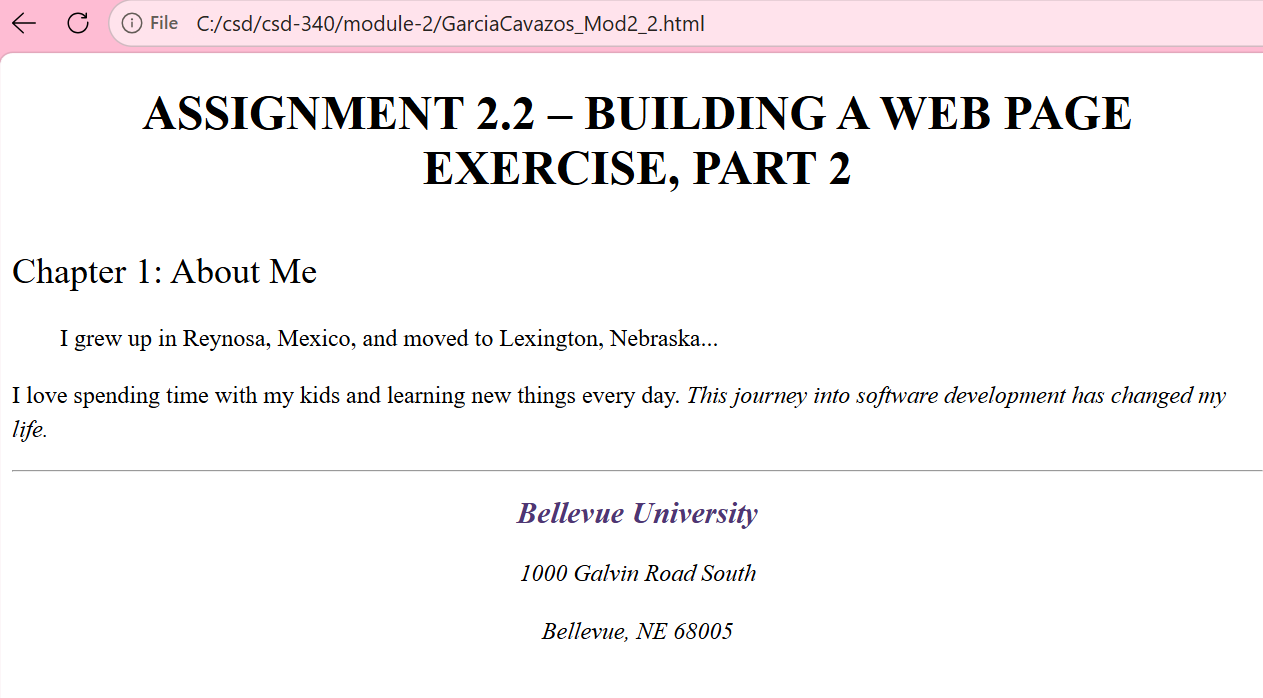 File C:/csd/csd-340/module-2/GarciaCavazos_Mod2_2.html
ASSIGNMENT 2.2 – BUILDING A WEB PAGE
EXERCISE, PART 2
Chapter 1: About Me
I grew up in Reynosa, Mexico, and moved to Lexington, Nebraska...
I love spending time with my kids and learning new things every day. This journey into software development has changed my
life.
Bellevue University
1000 Galvin Road South
Bellevue, NE 68005